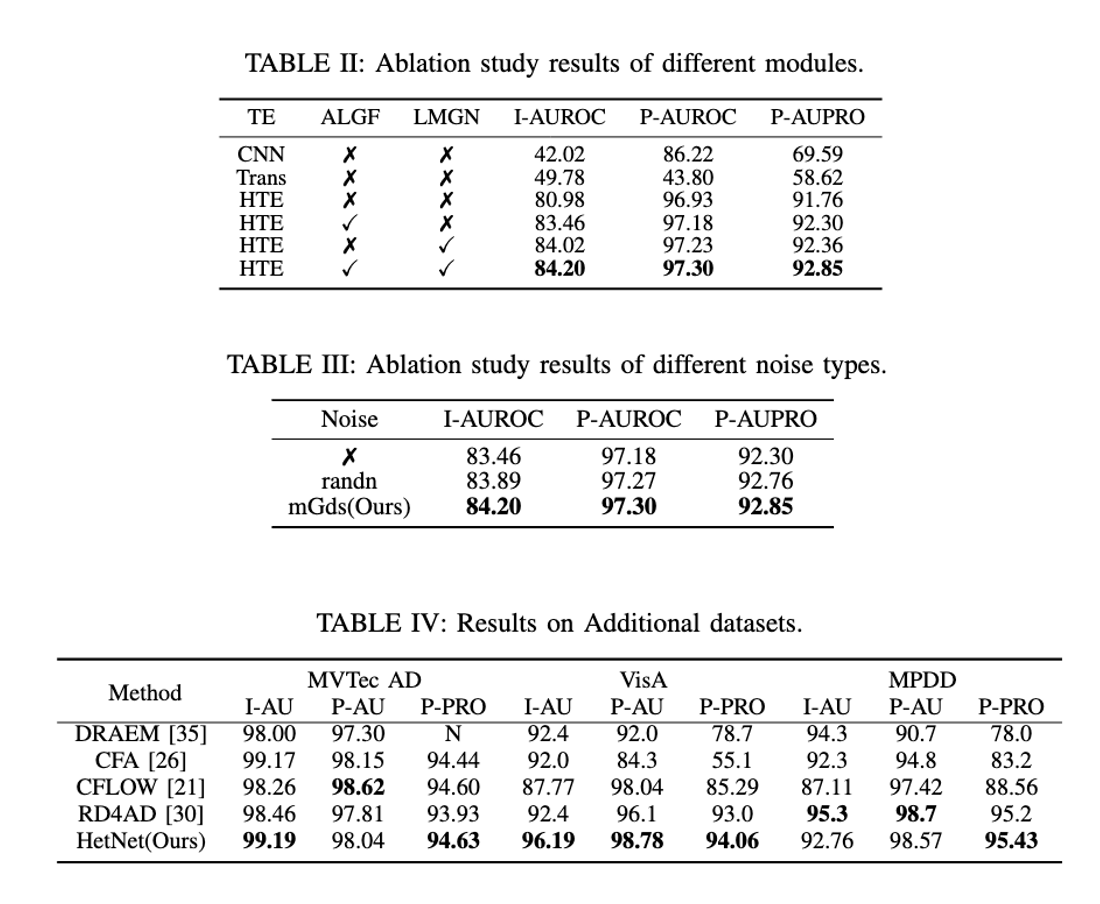 TABLE II: Ablation study results of different modules.
TE ALGF LMGN I-AUROC P-AUROC P-AUPRO
CNN ✗ ✗ 42.02 86.22 69.59
Trans ✗ ✗ 49.78 43.80 58.62
HTE ✗ ✗ 80.98 96.93 91.76
HTE ✓ ✗ 83.46 97.18 92.30
HTE ✗ ✓ 84.02 97.23 92.36
HTE ✓ ✓ 84.20 97.30 92.85
TABLE III: Ablation study results of different noise types.
Noise I-AUROC P-AUROC P-AUPRO
✗ 83.46 97.18 92.30
randn 83.89 97.27 92.76
mGds(Ours) 84.20 97.30 92.85
TABLE IV: Results on Additional datasets.
Method MVTec AD VisA MPDD
I-AU P-AU P-PRO I-AU P-AU P-PRO I-AU P-AU P-PRO
DRAEM [35] 98.00 97.30 N 92.4 92.0 78.7 94.3 90.7 78.0
CFA [26] 99.17 98.15 94.44 92.0 84.3 55.1 92.3 94.8 83.2
CFLOW [21] 98.26 98.62 94.60 87.77 98.04 85.29 87.11 97.42 88.56
RD4AD [30] 98.46 97.81 93.93 92.4 96.1 93.0 95.3 98.7 95.2
HetNet(Ours) 99.19 98.04 94.63 96.19 98.78 94.06 92.76 98.57 95.43